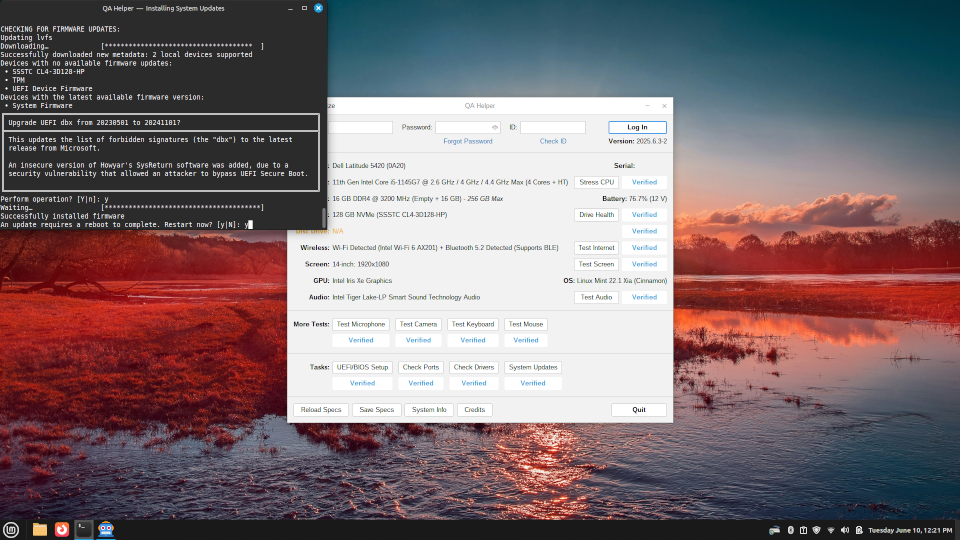 QA Helper — Installing System Updates
CHECKING FOR FIRMWARE UPDATES:
Updating lvfs
Downloading… [************************************ ]
Successfully downloaded new metadata: 2 local devices supported
Devices with no available firmware updates:
• SSSTC CL4-3D128-HP
• TPM
• UEFI Device Firmware
Devices with the latest available firmware version:
• System Firmware
Upgrade UEFI dbx from 20230501 to 20241101?
This updates the list of forbidden signatures (the "dbx") to the latest
release from Microsoft.
An insecure version of Howyar's SysReturn software was added, due to a
security vulnerability that allowed an attacker to bypass UEFI Secure Boot.
Perform operation? [Y|n]: y
Waiting… [**************************************]
Successfully installed firmware
An update requires a reboot to complete. Restart now? [y|N]: y
QA Helper
Password:
ID:
Log In
Forgot Password
Check ID
Version: 2025.6.3-2
Dell Latitude 5420 (0A20)
Serial:
11th Gen Intel Core i5-1145G7 @ 2.6 GHz / 4 GHz / 4.4 GHz Max (4 Cores + HT)
Stress CPU
Verified
16 GB DDR4 @ 3200 MHz (Empty + 16 GB) - 256 GB Max
Battery: 76.7% (12 V)
128 GB NVMe (SSSTC CL4-3D128-HP)
Drive Health
Verified
N/A
Verified
Wireless: Wi-Fi Detected (Intel Wi-Fi 6 AX201) + Bluetooth 5.2 Detected (Supports BLE)
Test Internet
Verified
Screen: 14-inch: 1920x1080
Test Screen
Verified
GPU: Intel Iris Xe Graphics
OS: Linux Mint 22.1 Xia (Cinnamon)
Audio: Intel Tiger Lake-LP Smart Sound Technology Audio
Test Audio
Verified
More Tests: Test Microphone Test Camera Test Keyboard Test Mouse
Verified Verified Verified Verified
Tasks: UEFI/BIOS Setup Check Ports Check Drivers System Updates
Verified Verified Verified Verified
Reload Specs Save Specs System Info Credits Quit
Tuesday June 10, 12:21 PM